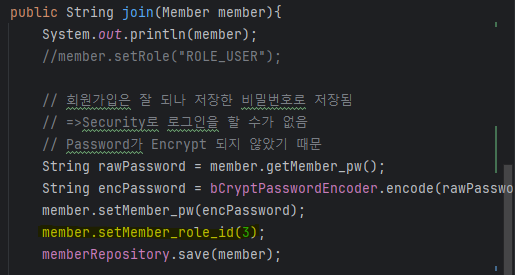 public String join(Member member){
System.out.println(member);
//member.setRole("ROLE_USER");
// 회원가입은 잘 되나 저장한 비밀번호로 저장됨
// =>Security로 로그인을 할 수가 없음
// Password가 Encrypt 되지 않았기 때문
String rawPassword = member.getMember_pw();
String encPassword = bCryptPasswordEncoder.encode(rawPasswo
member.setMember_pw(encPassword);
member.setMember_role_id(3);
memberRepository.save(member);